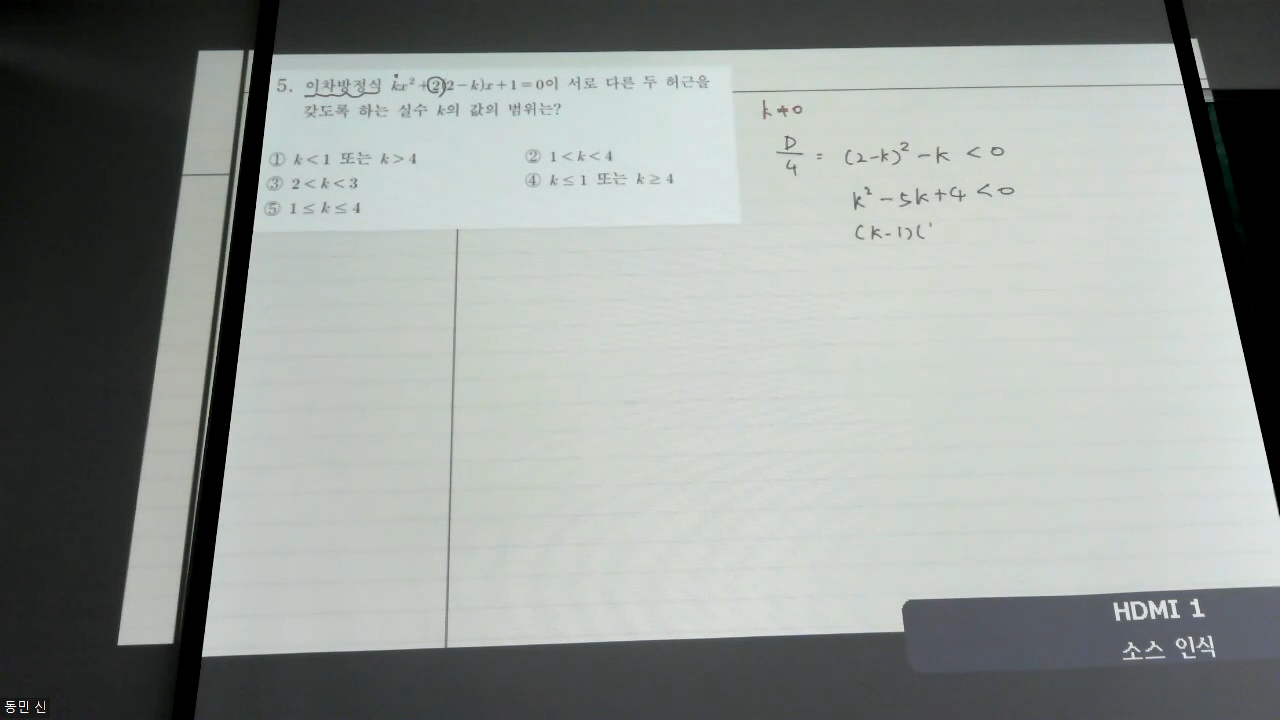 5. 이차방정식 kx²+2(2−k)x+1=0이 서로 다른 두 허근을
갖도록 하는 실수 k의 값의 범위는?
① k<1 또는 k>4
② 1<k<4
③ 2<k<3
④ k≤1 또는 k≥4
⑤ 1≤k≤4
k≠0
D/4 = (2-k)² -k <0
k² -5k+4 <0
(k-1)(
HDMI 1
소스 인식
동민 신